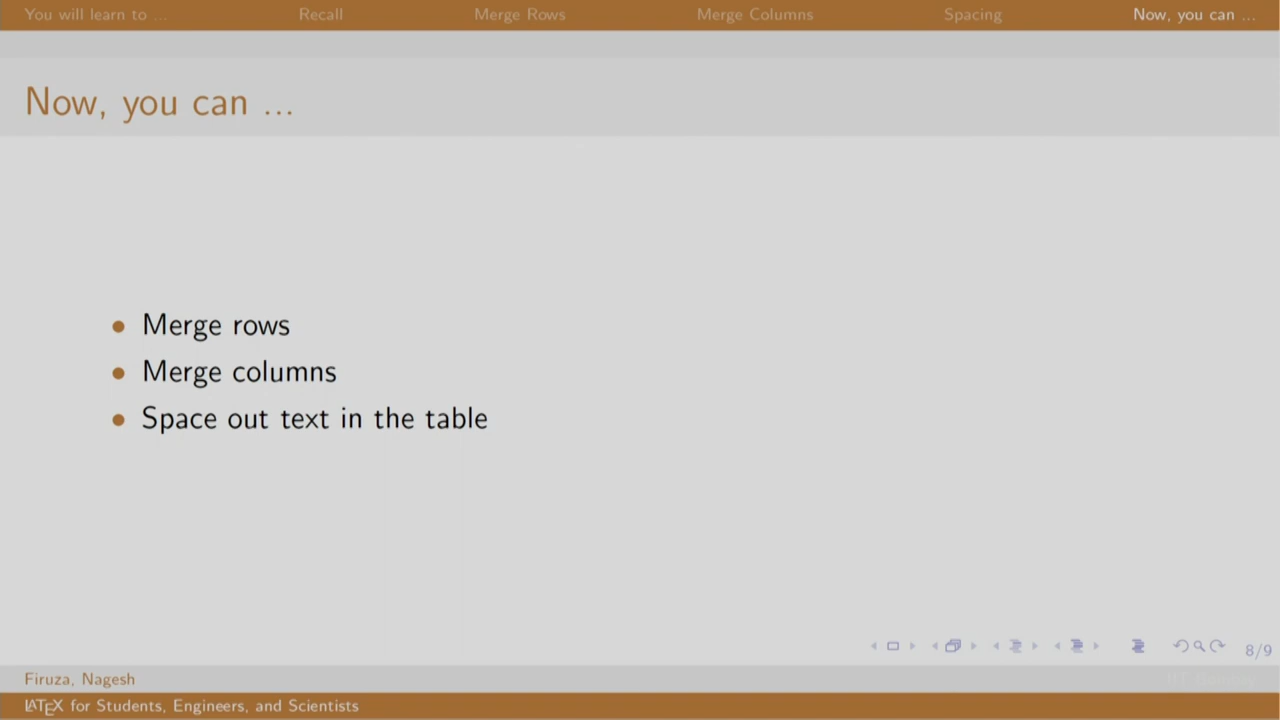 You will learn to ... Recall Merge Rows Merge Columns Spacing Now, you can ...
Now, you can ...
• Merge rows
• Merge columns
• Space out text in the table
8/9
Firuza, Nagesh
LATEX for Students, Engineers, and Scientists